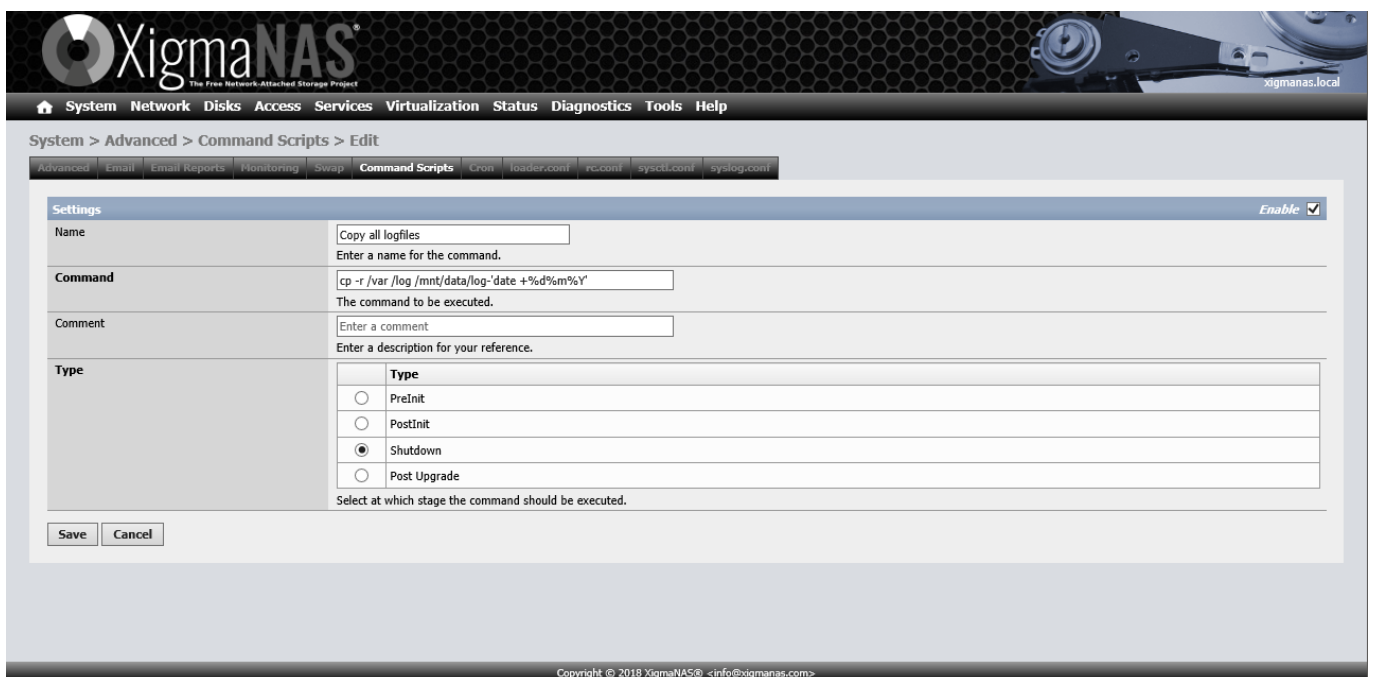 XigmaNAS®
The Free Network-Attached Storage Project
xigmanas.local
System Network Disks Access Services Virtualization Status Diagnostics Tools Help
System > Advanced > Command Scripts > Edit
Advanced Email Email Reports Monitoring Swap Command Scripts Cron loader.conf rc.conf sysctl.conf syslog.conf
Settings Enable
Name Copy all logfiles
Enter a name for the command.
Command cp -r /var /log /mnt/data/log-'date +%d%m%Y'
The command to be executed.
Comment Enter a comment
Enter a description for your reference.
Type Type
PreInit
PostInit
Shutdown
Post Upgrade
Select at which stage the command should be executed.
Save Cancel
Copyright © 2018 XigmaNAS® <info@xigmanas.com>